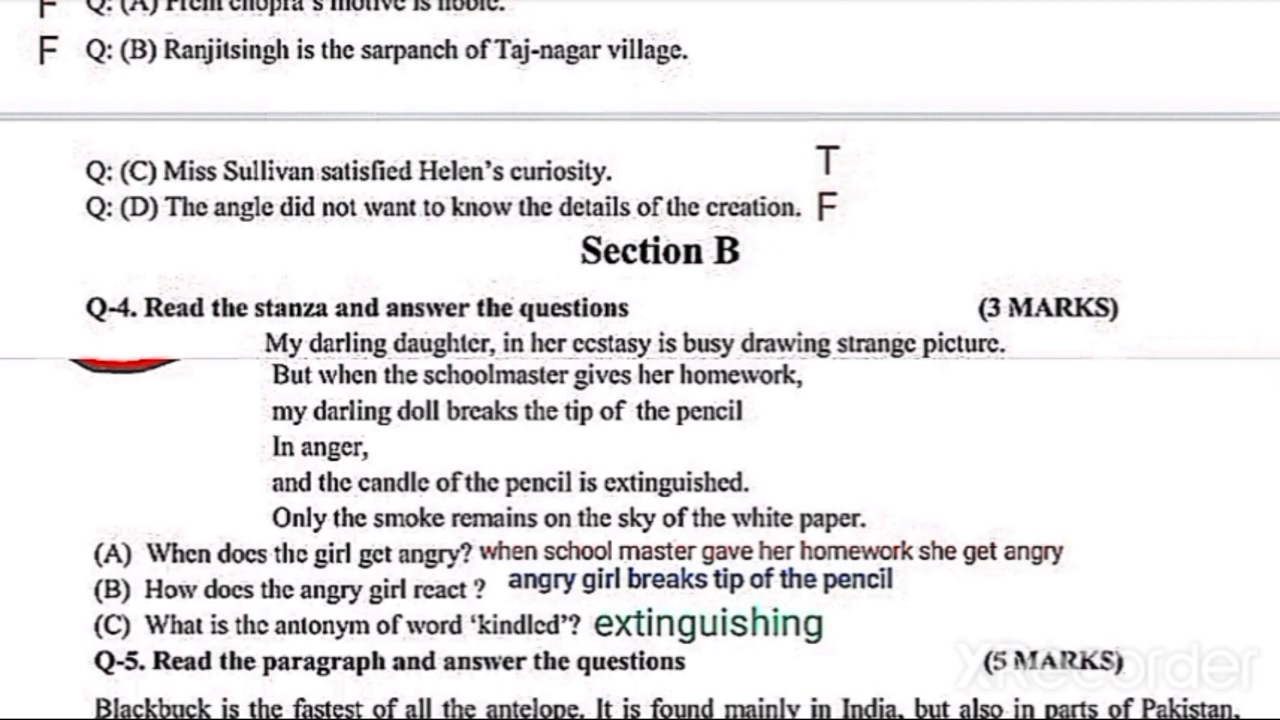 F Q: (A) Prem chopra's motive is noble.
F Q: (B) Ranjitsingh is the sarpanch of Taj-nagar village.
Q: (C) Miss Sullivan satisfied Helen's curiosity. T
Q: (D) The angle did not want to know the details of the creation. F
Section B
Q-4. Read the stanza and answer the questions (3 MARKS)
My darling daughter, in her ecstasy is busy drawing strange picture.
But when the schoolmaster gives her homework,
my darling doll breaks the tip of the pencil
In anger,
and the candle of the pencil is extinguished.
Only the smoke remains on the sky of the white paper.
(A) When does the girl get angry? when school master gave her homework she get angry
(B) How does the angry girl react ? angry girl breaks tip of the pencil
(C) What is the antonym of word 'kindled'? extinguishing
Q-5. Read the paragraph and answer the questions (5 MARKS)
XRecorder
Blackbuck is the fastest of all the antelope. It is found mainly in India, but also in parts of Pakistan,